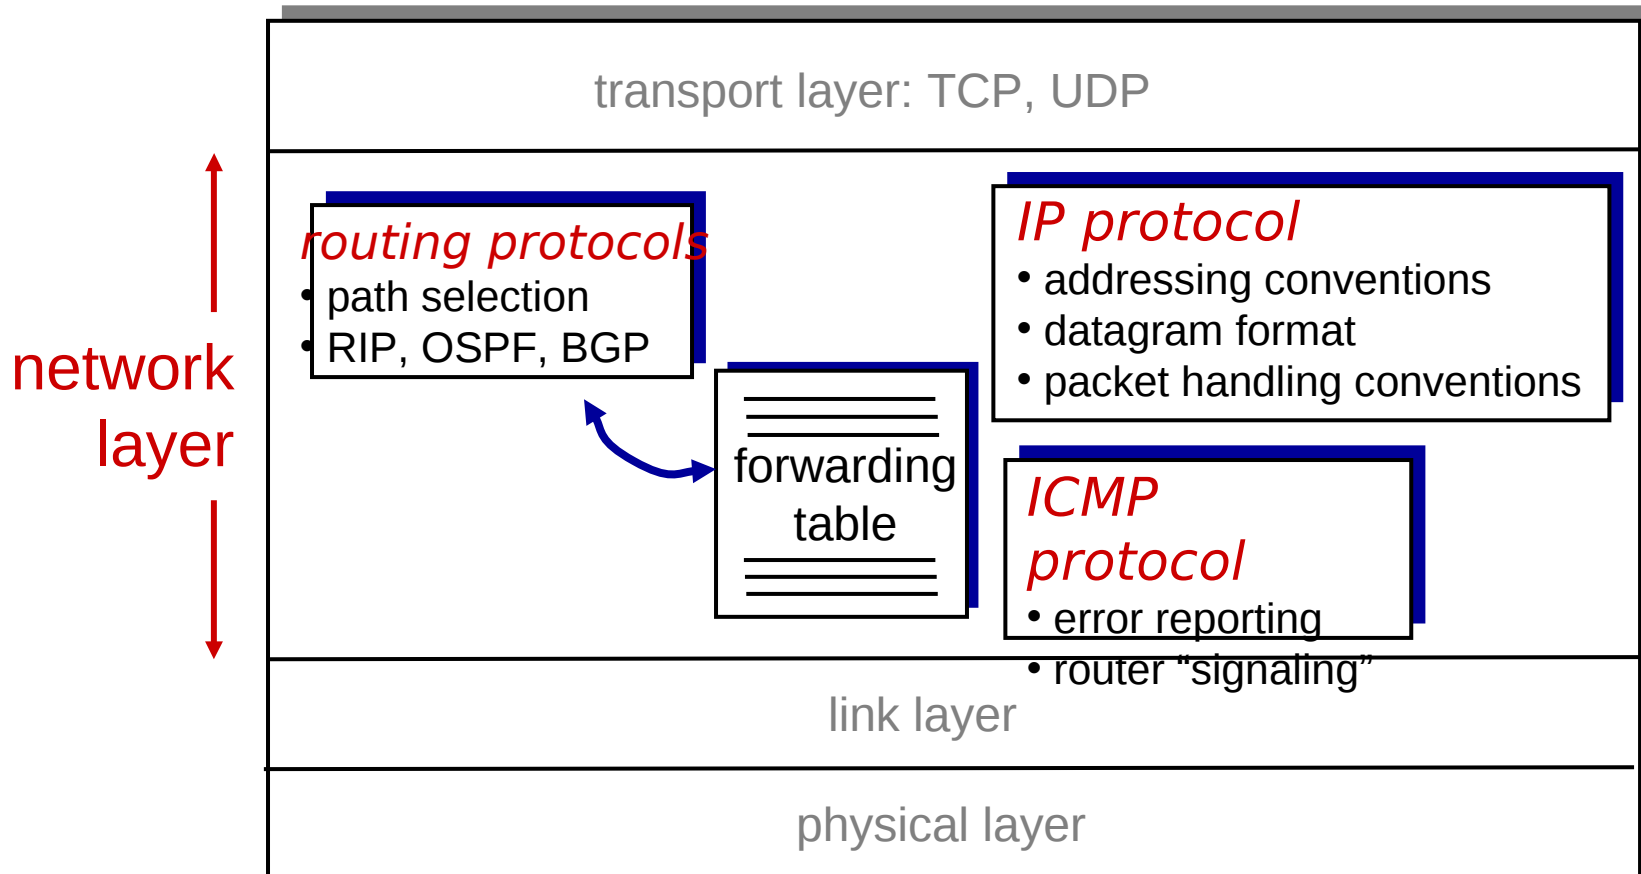 transport layer: TCP, UDP
network
layer
routing protocols
• path selection
• RIP, OSPF, BGP
forwarding
table
IP protocol
• addressing conventions
• datagram format
• packet handling conventions
ICMP
protocol
• error reporting
• router “signaling”
link layer
physical layer